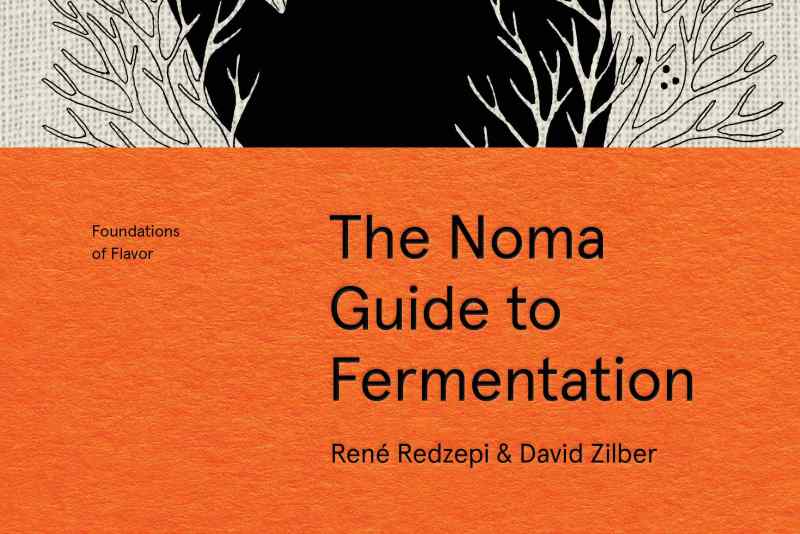 Foundations
of Flavor
The Noma
Guide to
Fermentation
René Redzepi & David Zilber